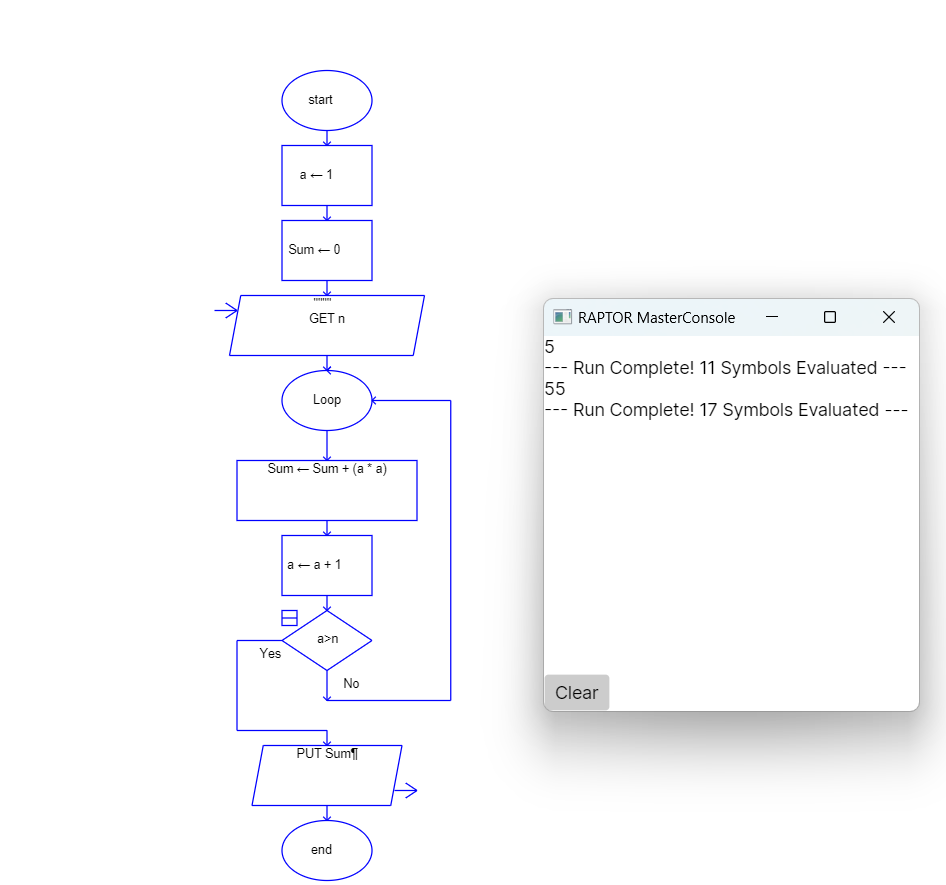 start
a ← 1
Sum ← 0
""""
GET n
Loop
Sum ← Sum + (a * a)
a ← a + 1
a>n
Yes
No
PUT Sum¶
end
RAPTOR MasterConsole
5
--- Run Complete! 11 Symbols Evaluated ---
55
--- Run Complete! 17 Symbols Evaluated ---
Clear